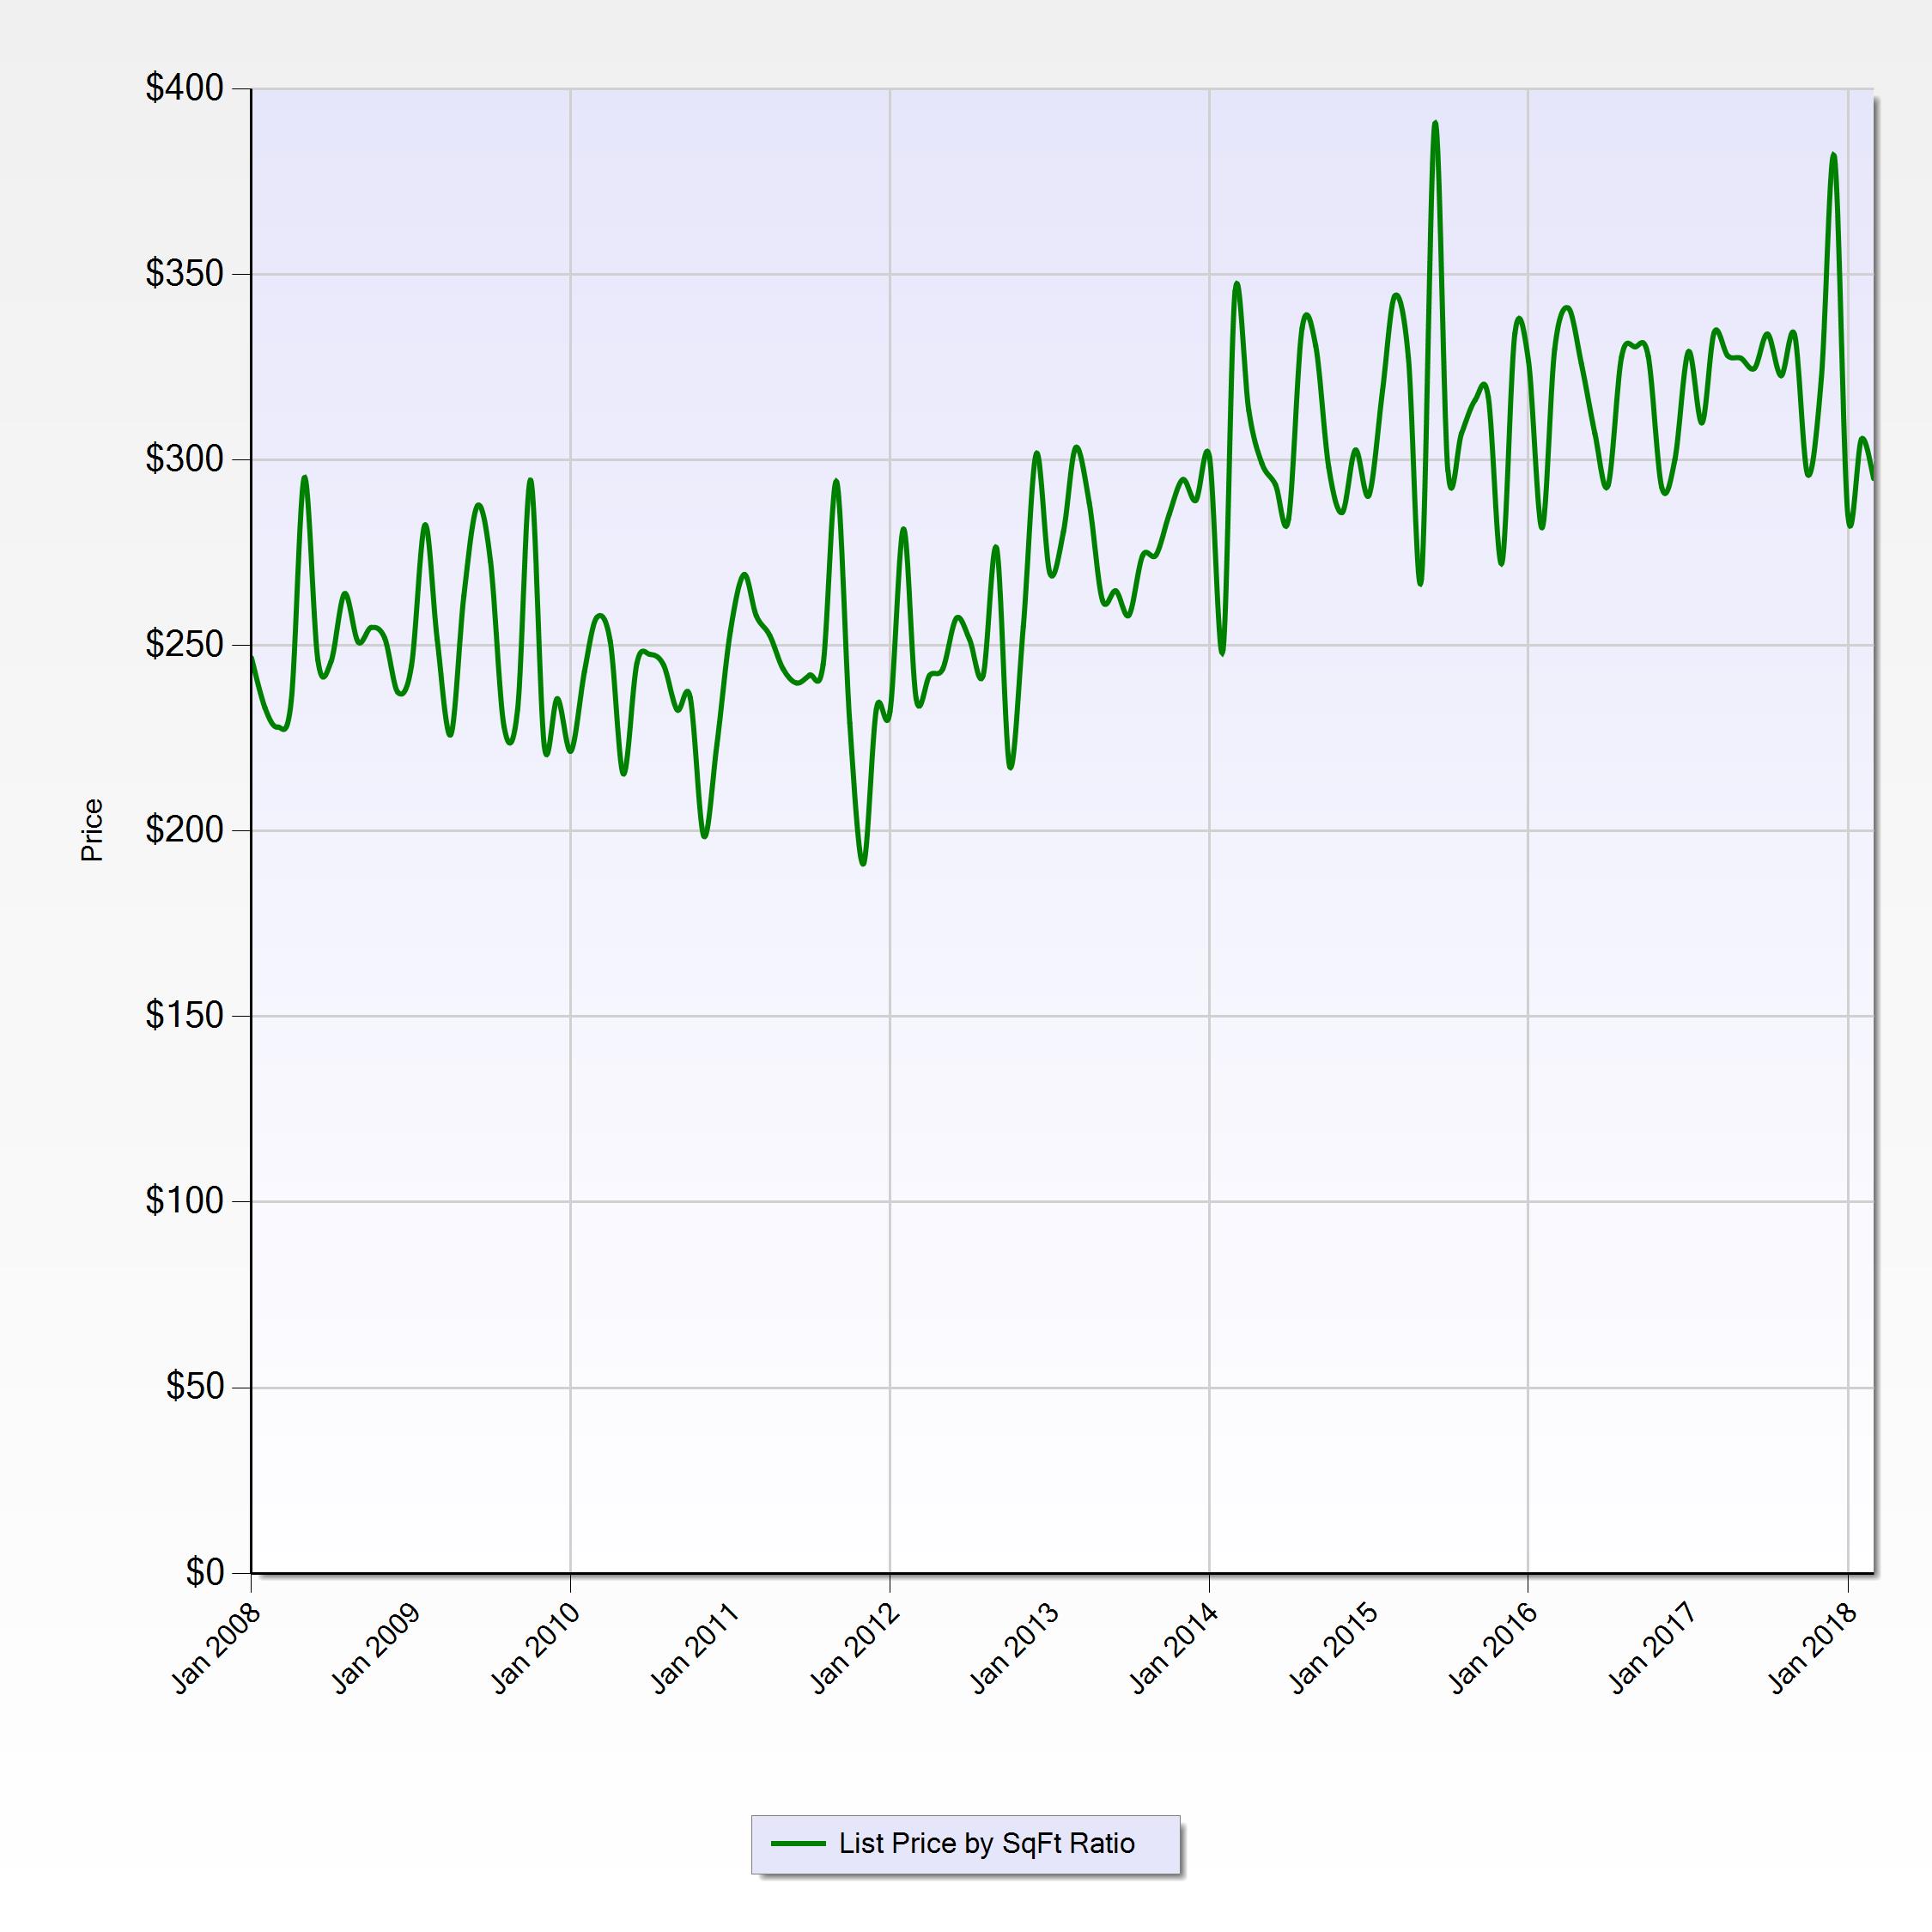 $400
$350
$300
$250
$200
$150
$100
$50
$0
Price
Jan 2008
Jan 2009
Jan 2010
Jan 2011
Jan 2012
Jan 2013
Jan 2014
Jan 2015
Jan 2016
Jan 2017
Jan 2018
List Price by SqFt Ratio